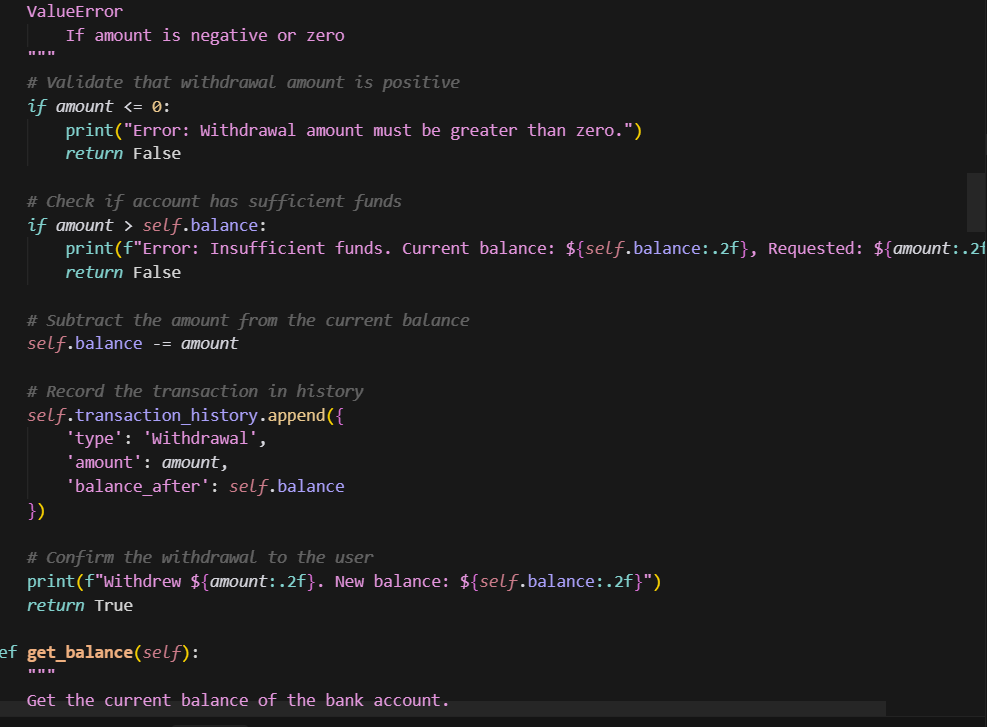 ValueError
    If amount is negative or zero
"""
# Validate that withdrawal amount is positive
if amount <= 0:
    print("Error: Withdrawal amount must be greater than zero.")
    return False

# Check if account has sufficient funds
if amount > self.balance:
    print(f"Error: Insufficient funds. Current balance: ${self.balance:.2f}, Requested: ${amount:.2f
    return False

# Subtract the amount from the current balance
self.balance -= amount

# Record the transaction in history
self.transaction_history.append({
    'type': 'Withdrawal',
    'amount': amount,
    'balance_after': self.balance
})

# Confirm the withdrawal to the user
print(f"Withdrew ${amount:.2f}. New balance: ${self.balance:.2f}")
return True

ef get_balance(self):
"""
Get the current balance of the bank account.